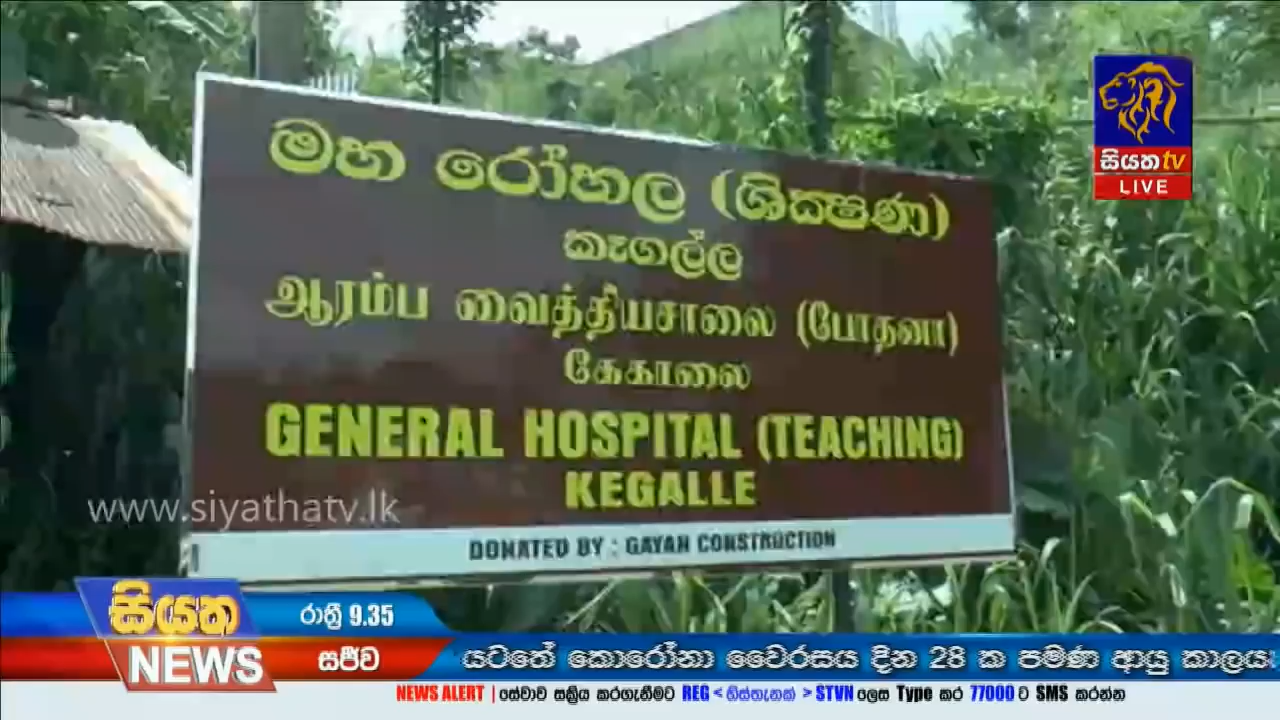 මහ රෝහල (ශික්ෂණ)
කෑගල්ල
ஆரம்ப வைத்தியசாலை (போதனா)
கேகாலை
GENERAL HOSPITAL (TEACHING)
KEGALLE
DONATED BY : GAYAN CONSTRUCTION
www.siyathatv.lk
සියත tv
LIVE
සියත
NEWS
රාත්‍රී 9.35
සජීව
යටතේ කොරෝනා වෛරසය දින 28 ක පමණ ආයු කාලය
NEWS ALERT | සේවාව සක්‍රිය කරගැනීමට REG < හිස්තැනක් > STVN ලෙස Type කර 77000 ට SMS කරන්න